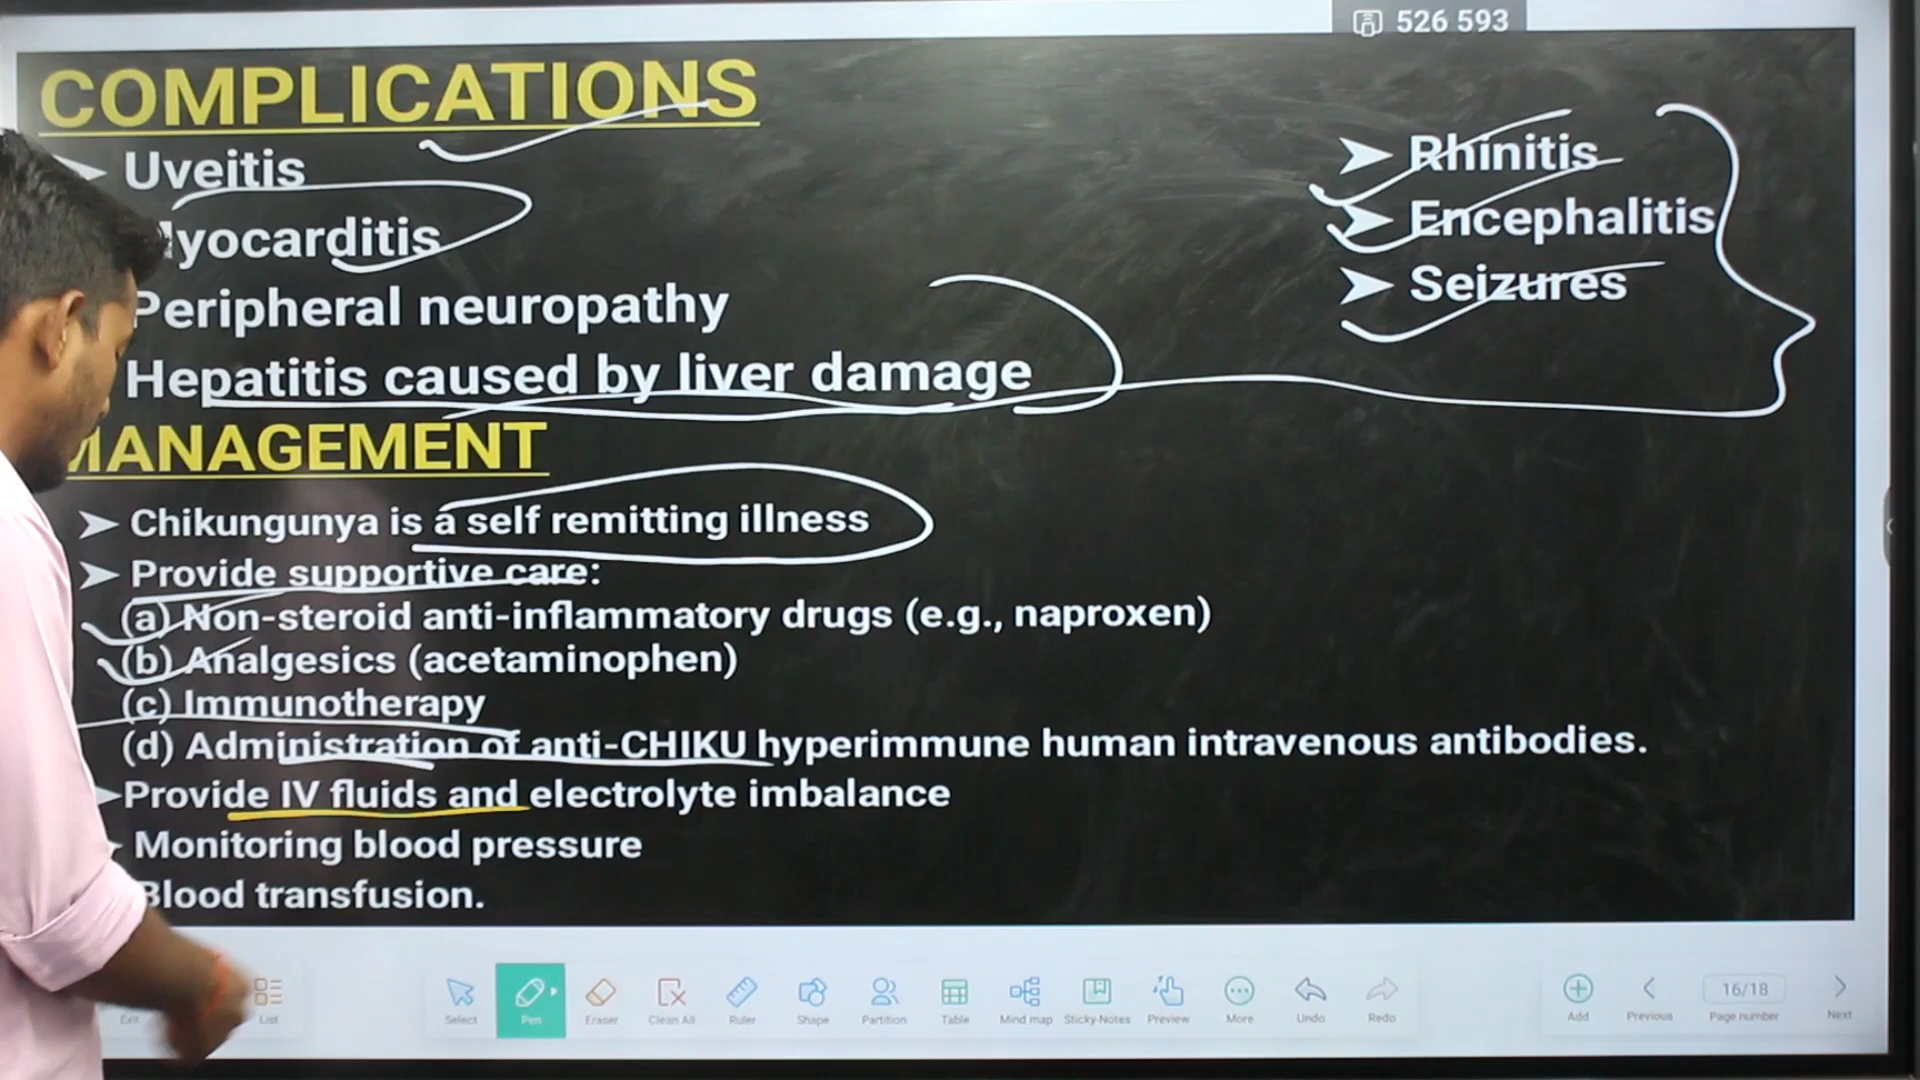 526 593
COMPLICATIONS
Uveitis
Myocarditis
Peripheral neuropathy
Hepatitis caused by liver damage
➤ Rhinitis
➤ Encephalitis
➤ Seizures
MANAGEMENT
➤ Chikungunya is a self remitting illness
➤ Provide supportive care:
(a) Non-steroid anti-inflammatory drugs (e.g., naproxen)
(b) Analgesics (acetaminophen)
(c) Immunotherapy
(d) Administration of anti-CHIKU hyperimmune human intravenous antibodies.
➤Provide IV fluids and electrolyte imbalance
Monitoring blood pressure
Blood transfusion.
Exit List Select Pen Eraser Clean All Ruler Shape Partition Table Mind map Sticky-Notes Preview More Undo Redo Add Previous 16/18 Page number Next